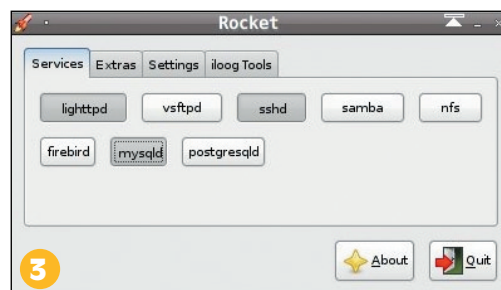 Rocket
Services Extras Settings iloog Tools
lighttpd vsftpd sshd samba nfs
firebird mysqld postgresqld
About Quit
3